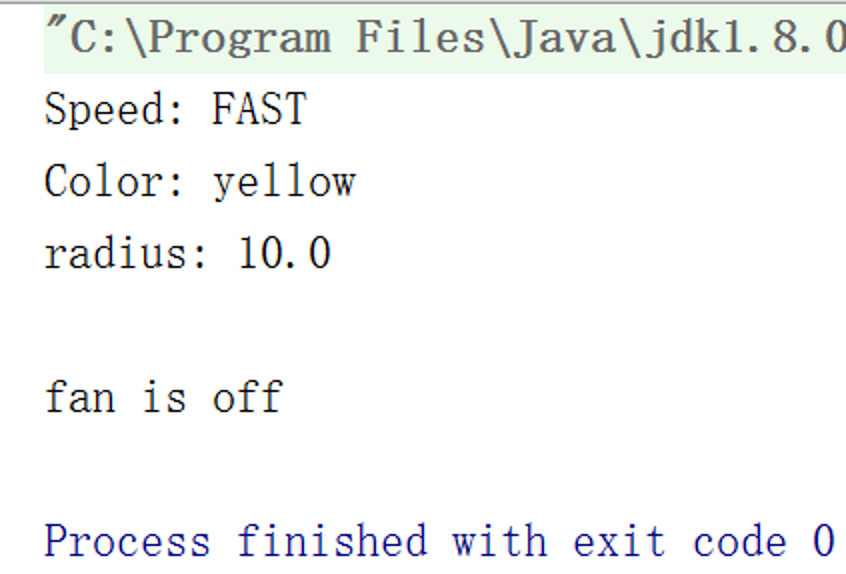 "C:\Program Files\Java\jdk1.8.0
Speed: FAST
Color: yellow
radius: 10.0
fan is off
Process finished with exit code 0